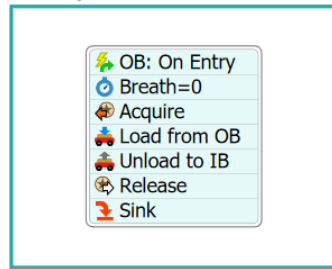 OB: On Entry
Breath=0
Acquire
Load from OB
Unload to IB
Release
Sink